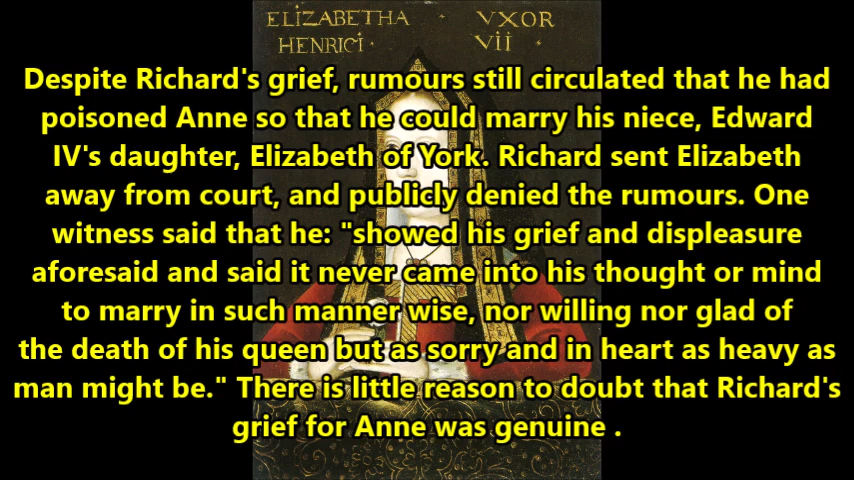 ELIZABETHA VXOR
HENRICI VII
Despite Richard's grief, rumours still circulated that he had
poisoned Anne so that he could marry his niece, Edward
IV's daughter, Elizabeth of York. Richard sent Elizabeth
away from court, and publicly denied the rumours. One
witness said that he: "showed his grief and displeasure
aforesaid and said it never came into his thought or mind
to marry in such manner wise, nor willing nor glad of
the death of his queen but as sorry and in heart as heavy as
man might be." There is little reason to doubt that Richard's
grief for Anne was genuine .